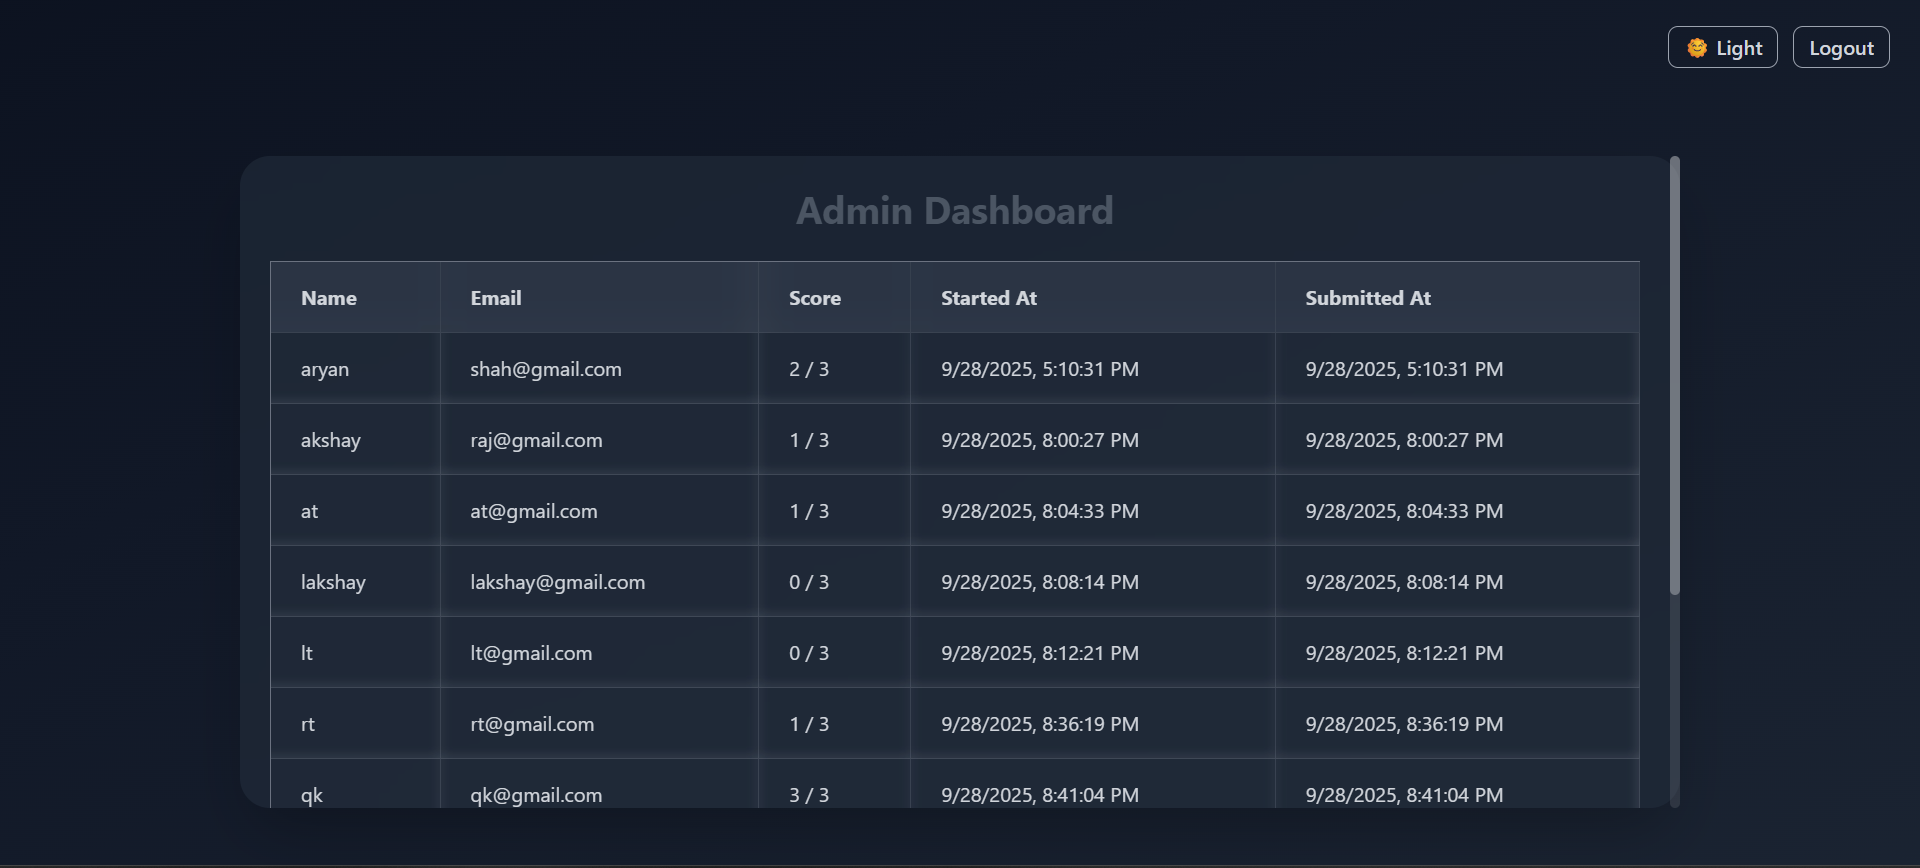 🌞 Light Logout
Admin Dashboard
Name Email Score Started At Submitted At
aryan shah@gmail.com 2 / 3 9/28/2025, 5:10:31 PM 9/28/2025, 5:10:31 PM
akshay raj@gmail.com 1 / 3 9/28/2025, 8:00:27 PM 9/28/2025, 8:00:27 PM
at at@gmail.com 1 / 3 9/28/2025, 8:04:33 PM 9/28/2025, 8:04:33 PM
lakshay lakshay@gmail.com 0 / 3 9/28/2025, 8:08:14 PM 9/28/2025, 8:08:14 PM
lt lt@gmail.com 0 / 3 9/28/2025, 8:12:21 PM 9/28/2025, 8:12:21 PM
rt rt@gmail.com 1 / 3 9/28/2025, 8:36:19 PM 9/28/2025, 8:36:19 PM
qk qk@gmail.com 3 / 3 9/28/2025, 8:41:04 PM 9/28/2025, 8:41:04 PM